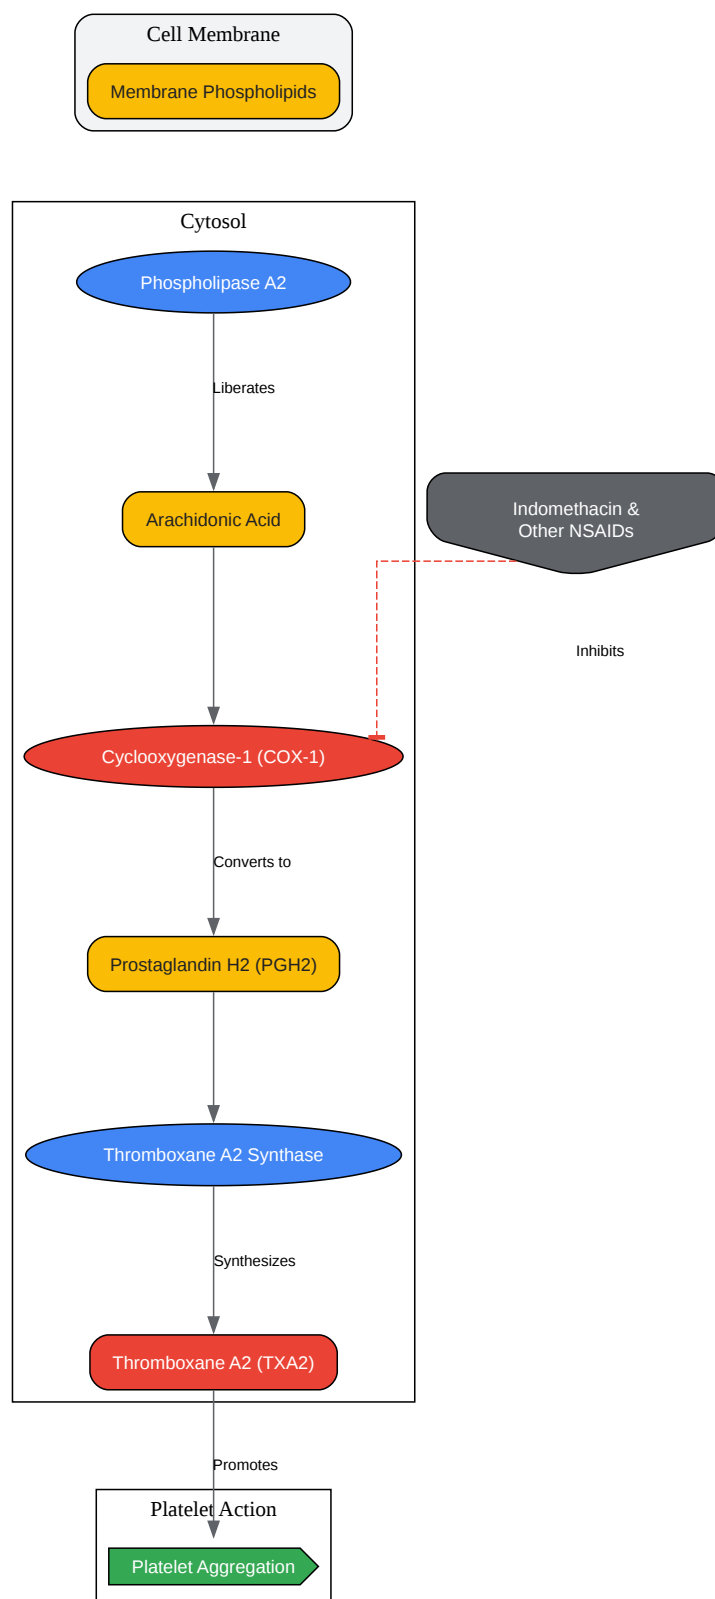 Cell Membrane
Membrane Phospholipids
Cytosol
Phospholipase A2
Liberates
Arachidonic Acid
Indomethacin &
Other NSAIDs
Inhibits
Cyclooxygenase-1 (COX-1)
Converts to
Prostaglandin H2 (PGH2)
Thromboxane A2 Synthase
Synthesizes
Thromboxane A2 (TXA2)
Promotes
Platelet Action
Platelet Aggregation